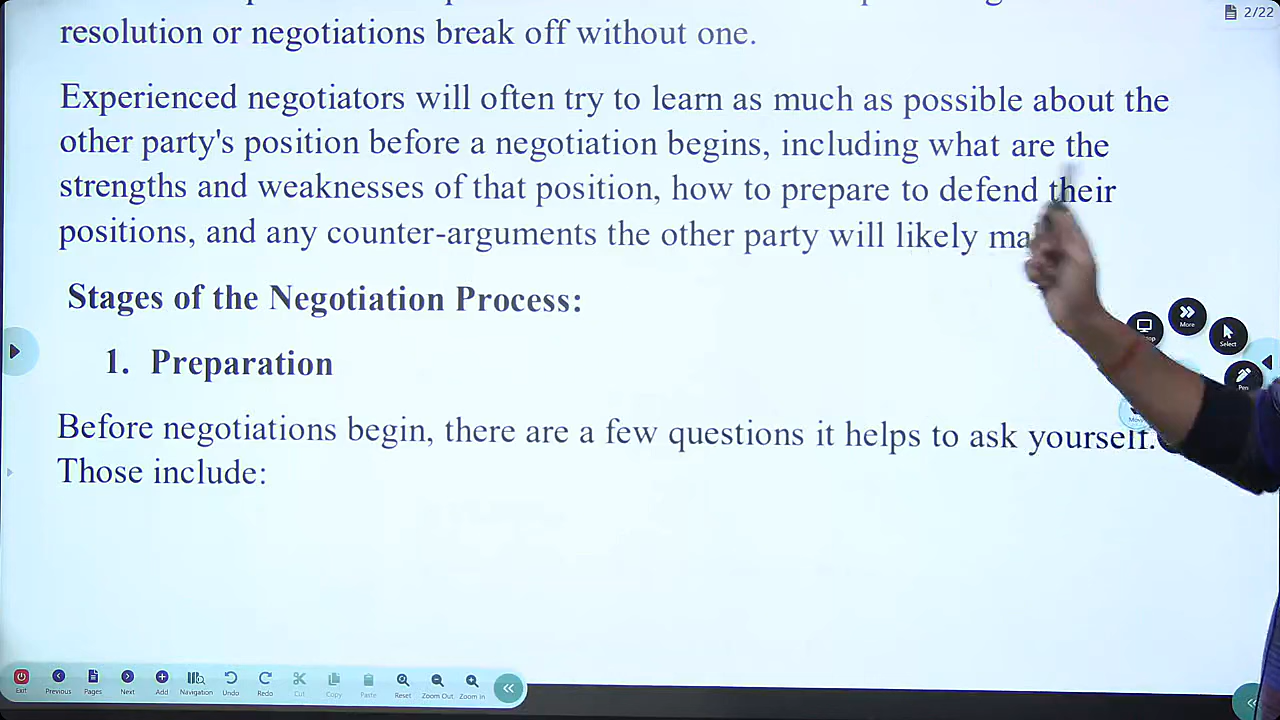 2/22
resolution or negotiations break off without one.
Experienced negotiators will often try to learn as much as possible about the
other party's position before a negotiation begins, including what are the
strengths and weaknesses of that position, how to prepare to defend their
positions, and any counter-arguments the other party will likely
Stages of the Negotiation Process:
1. Preparation
Before negotiations begin, there are a few questions it helps to ask yourself.
Those include:
More
Select
Pen
Exit Previous Pages Next Add Navigation Undo Redo Cut Copy Paste Reset Zoom Out Zoom In